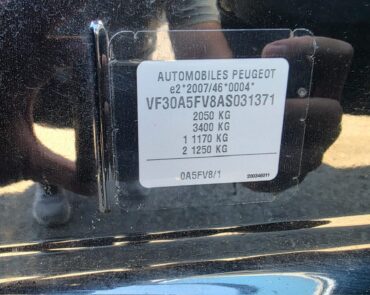 AUTOMOBILES PEUGEOT
e2*2007/46*0004*
VF30A5FV8AS031371
2050 KG
3400 KG
1 1170 KG
2 1250 KG
0A5FV8/1